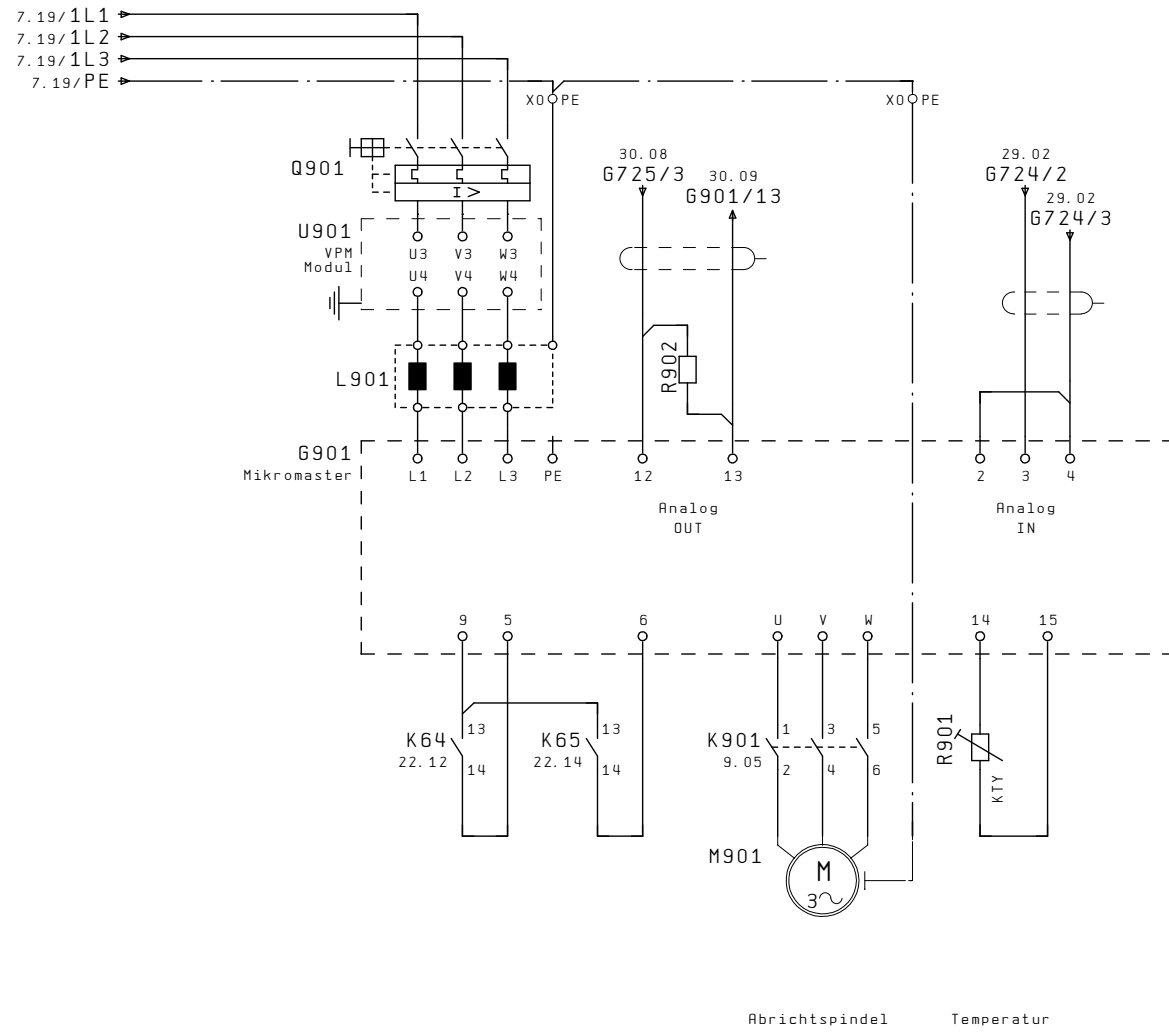 7.19/1L1
7.19/1L2
7.19/1L3
7.19/PE
X0 PE
X0 PE
Q901
I >
30.08
G725/3
30.09
G901/13
29.02
G724/2
29.02
G724/3
U901
VPM
Modul
U3 V3 W3
U4 V4 W4
L901
R902
G901
Mikromaster
L1 L2 L3 PE
12 13
2 3 4
Analog
OUT
Analog
IN
9 5 6 U V W 14 15
K64
22.12
13
14
K65
22.14
13
14
K901
9.05
1 3 5
2 4 6
R901
KTY
M901
M
3~
Abrichtspindel
Temperatur